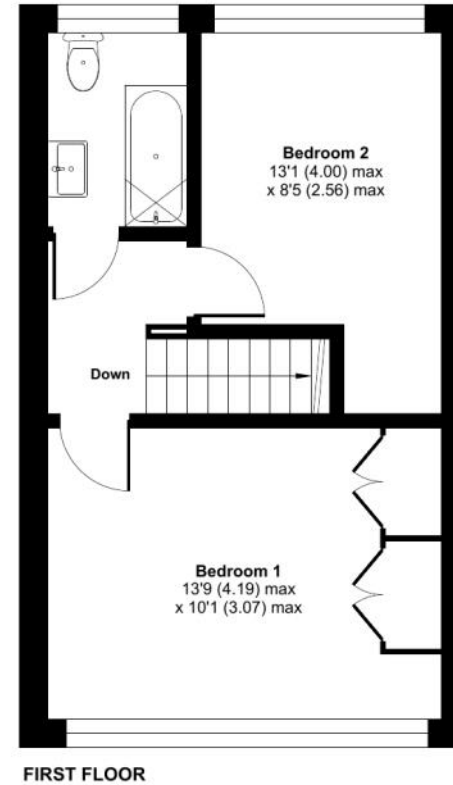 Bedroom 2
13'1 (4.00) max
x 8'5 (2.56) max
Down
Bedroom 1
13'9 (4.19) max
x 10'1 (3.07) max
FIRST FLOOR